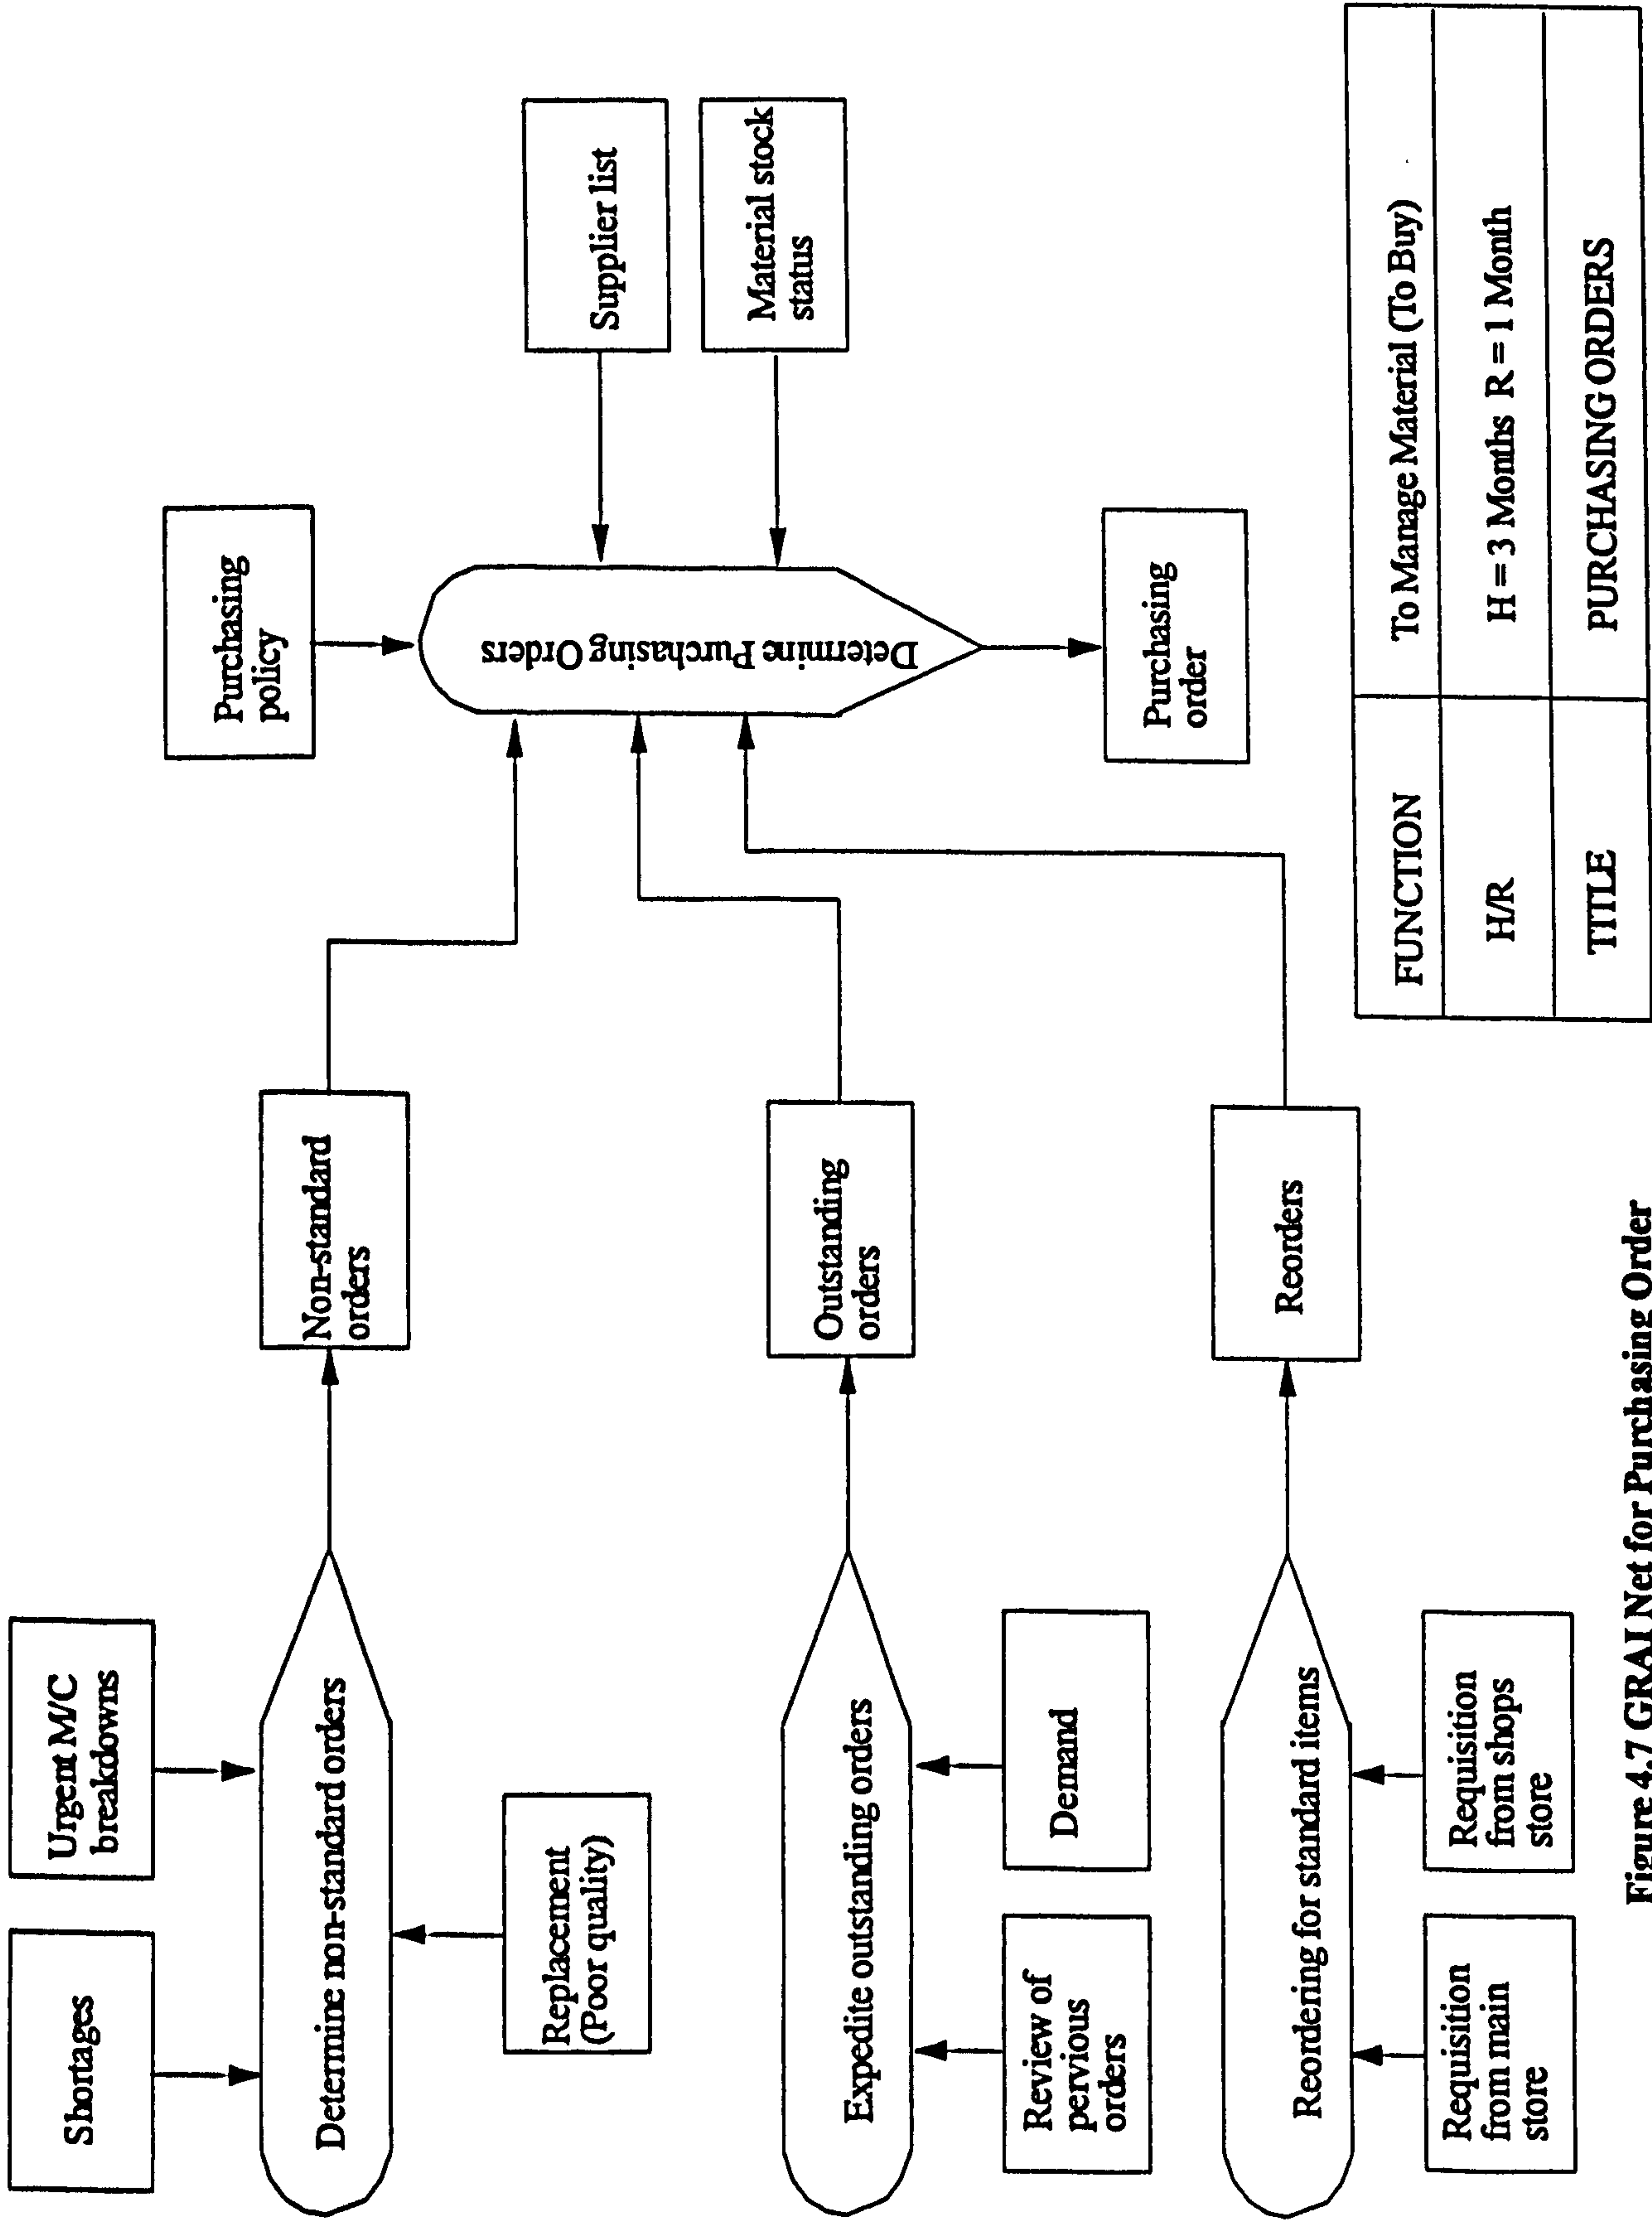 Shortages
Urgent M/C
breakdowns
Determine non-standard orders
Replacement
(Poor quality)
Non-standard
orders
Purchasing
policy
Supplier list
Material stock
status
Determine Purchasing Orders
Purchasing
order
Expedite outstanding orders
Review of
pervious
orders
Demand
Outstanding
orders
Reordering for standard items
Requisition
from main
store
Requisition
from shops
store
Reorders
FUNCTION To Manage Material (To Buy)
H/R H = 3 Months R = 1 Month
TITLE PURCHASING ORDERS
Figure 4.7 GRAI Net for Purchasing Order